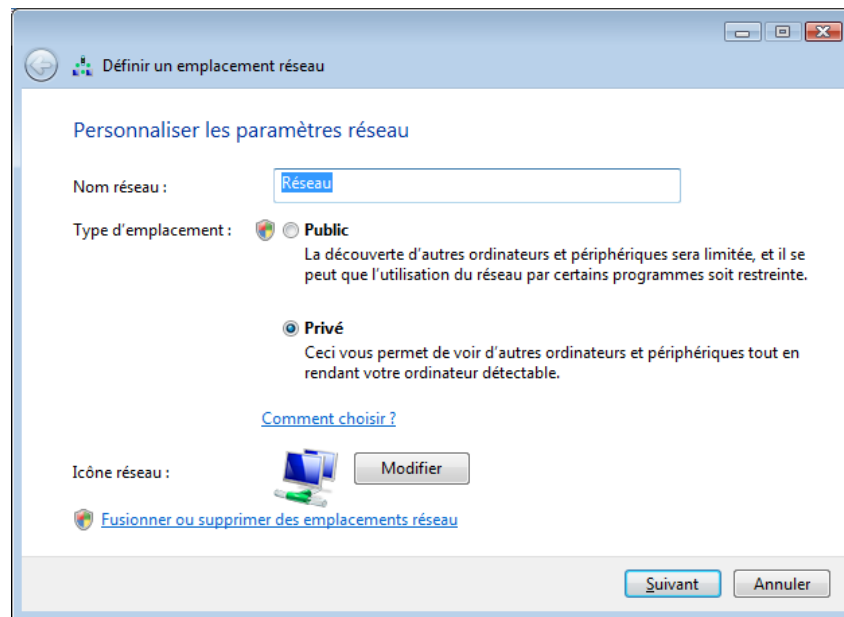 Définir un emplacement réseau
Personnaliser les paramètres réseau
Nom réseau :
Réseau
Type d'emplacement :
Public
La découverte d'autres ordinateurs et périphériques sera limitée, et il se
peut que l'utilisation du réseau par certains programmes soit restreinte.
Privé
Ceci vous permet de voir d'autres ordinateurs et périphériques tout en
rendant votre ordinateur détectable.
Comment choisir ?
Icône réseau :
Modifier
Fusionner ou supprimer des emplacements réseau
Suivant
Annuler